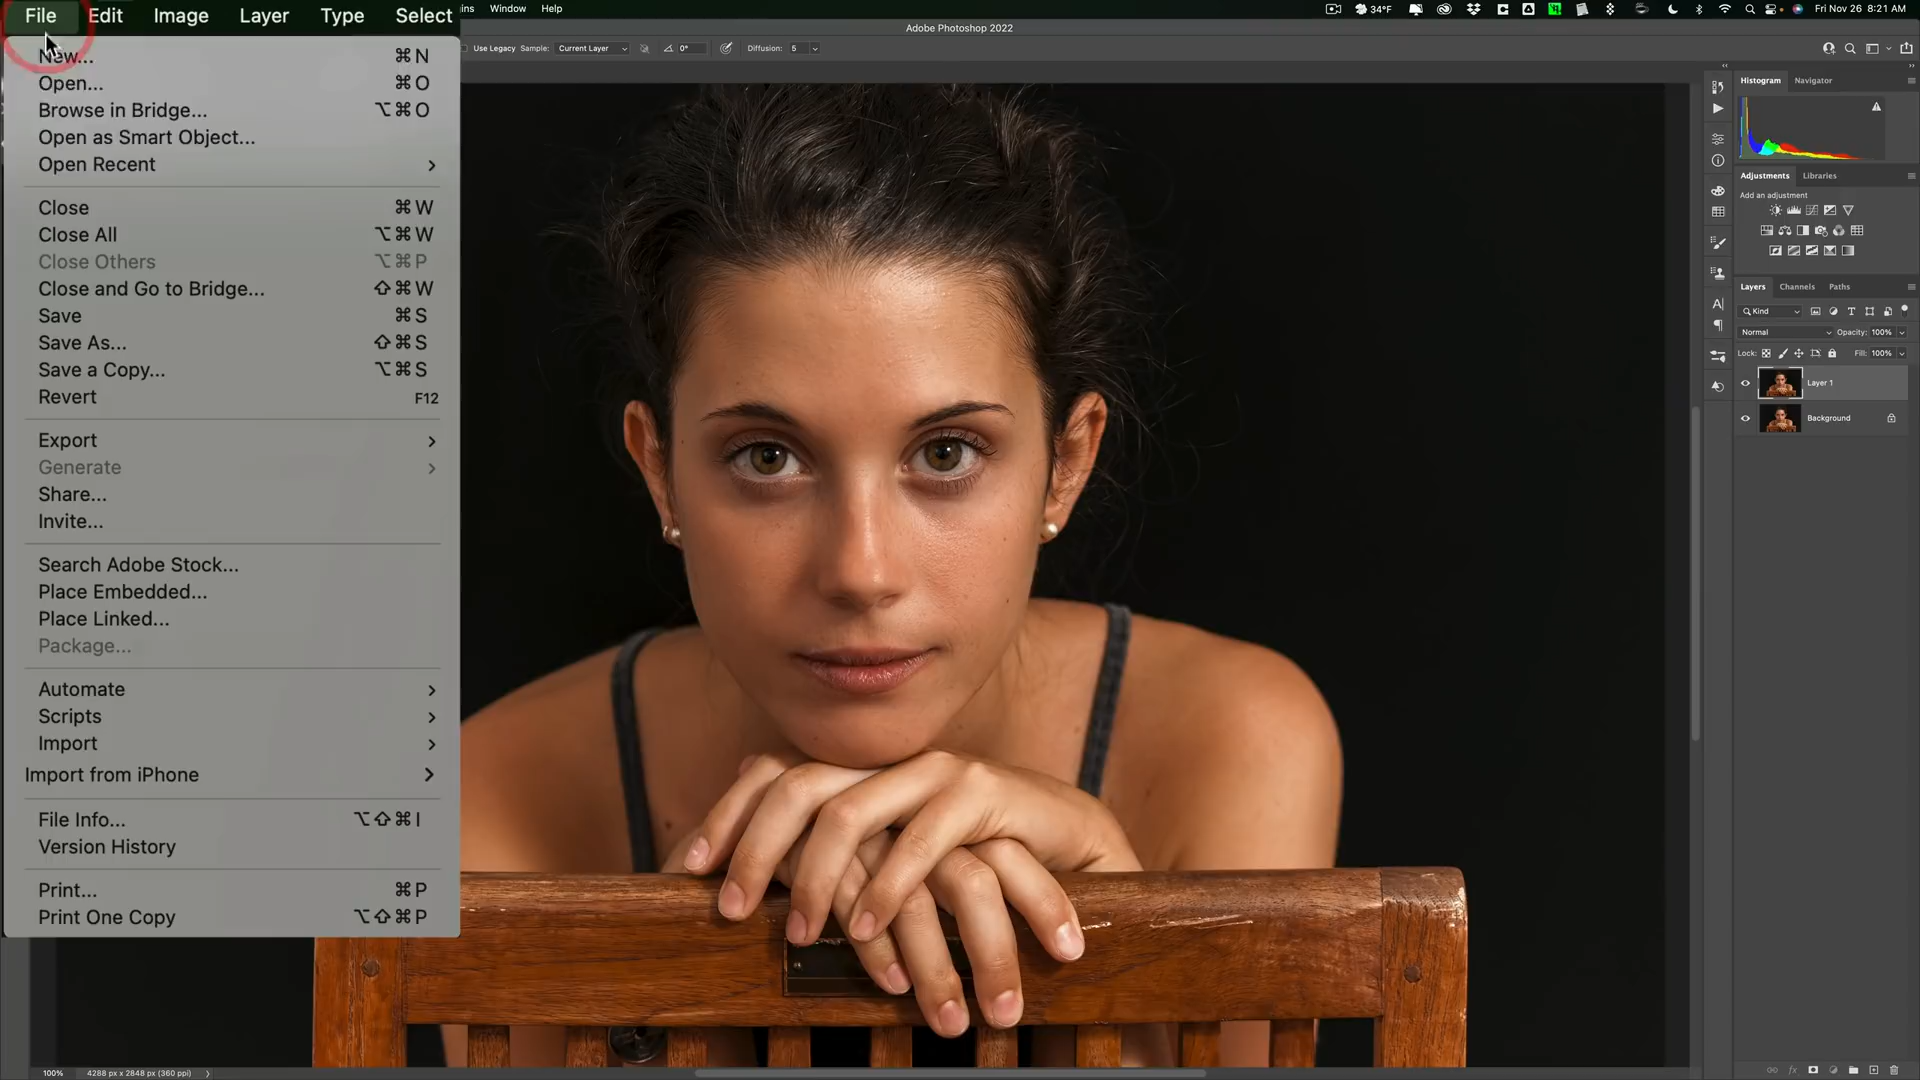 File Edit Image Layer Type Select Window Help 34°F Fri Nov 26 8:21 AM
Adobe Photoshop 2022
Use Legacy Sample: Current Layer 0° Diffusion: 5
New... ⌘N
Open... ⌘O
Browse in Bridge... ⌥⌘O
Open as Smart Object...
Open Recent
Close ⌘W
Close All ⌥⌘W
Close Others ⌥⌘P
Close and Go to Bridge... ⇧⌘W
Save ⌘S
Save As... ⇧⌘S
Save a Copy... ⌥⌘S
Revert F12
Export
Generate
Share...
Invite...
Search Adobe Stock...
Place Embedded...
Place Linked...
Package...
Automate
Scripts
Import
Import from iPhone
File Info... ⌥⇧⌘I
Version History
Print... ⌘P
Print One Copy ⌥⇧⌘P
Histogram Navigator
Adjustments Libraries
Add an adjustment
Layers Channels Paths
Kind
Normal Opacity: 100%
Lock: Fill: 100%
Layer 1
Background
100% 4288 px x 2848 px (360 ppi)